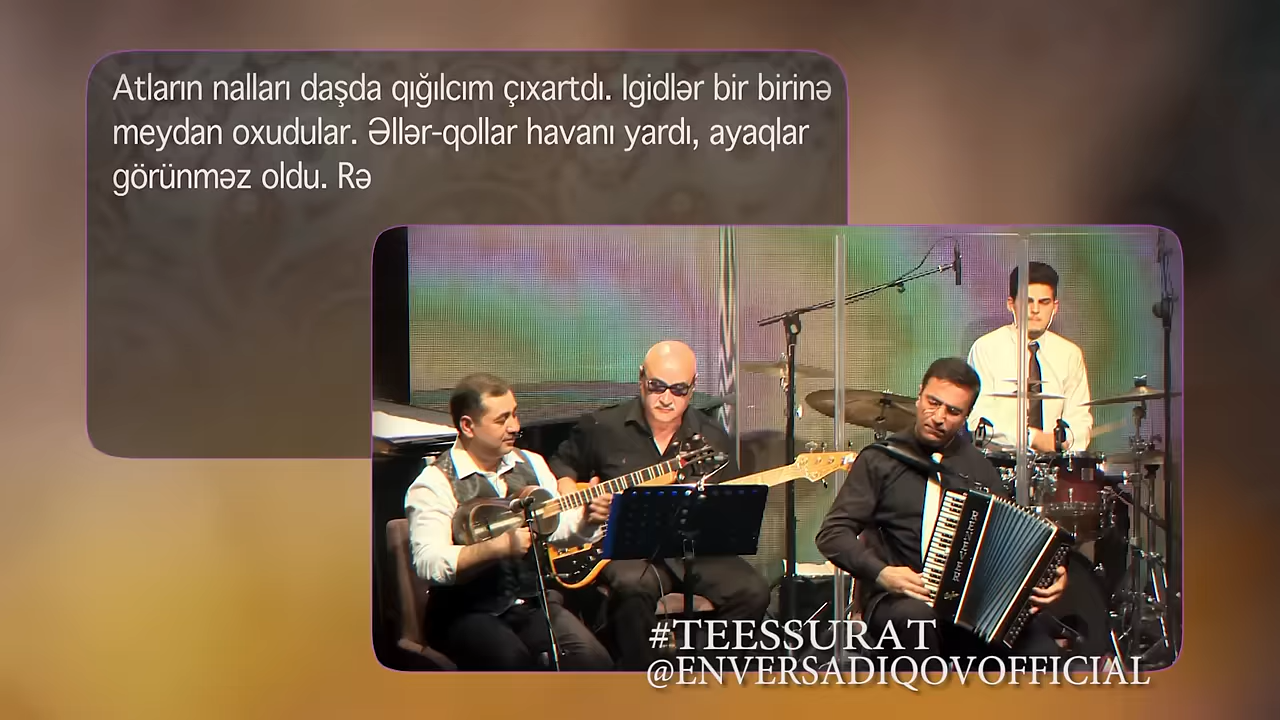 Atların nalları daşda qığılcım çıxartdı. Igidlər bir birinə
meydan oxudular. Əllər-qollar havanı yardı, ayaqlar
görünməz oldu. Rə
#TEESSURAT
@ENVERSADIQOVOFFICIAL